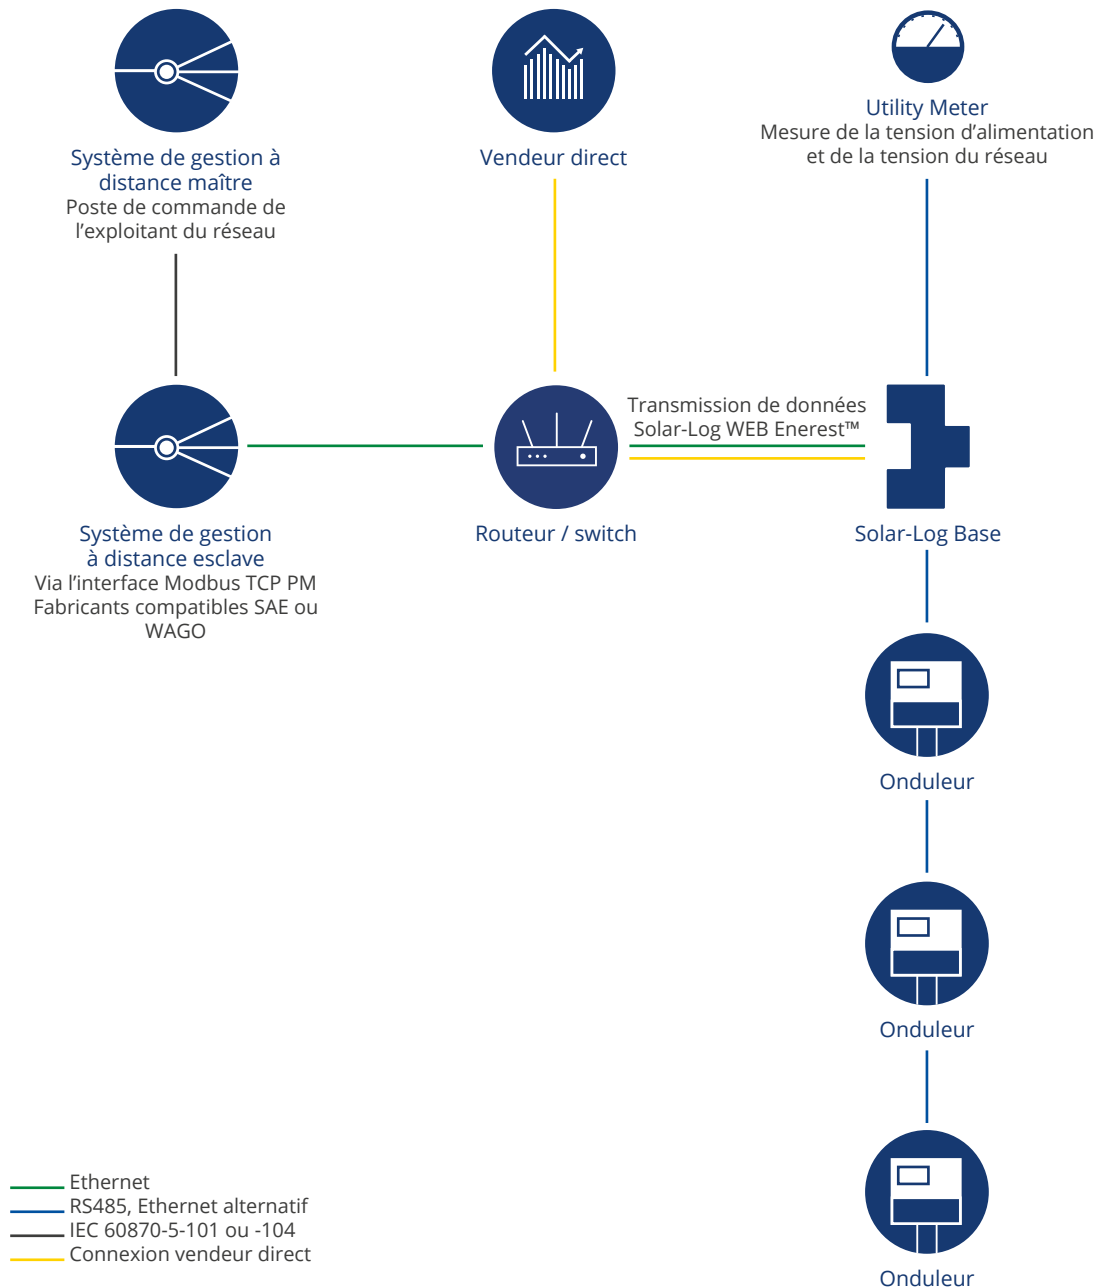 Système de gestion à
distance maître
Poste de commande de
l’exploitant du réseau
Vendeur direct
Utility Meter
Mesure de la tension d’alimentation
et de la tension du réseau
Système de gestion
à distance esclave
Via l’interface Modbus TCP PM
Fabricants compatibles SAE ou
WAGO
Routeur / switch
Transmission de données
Solar-Log WEB Enerest™
Solar-Log Base
Onduleur
Onduleur
Onduleur
Ethernet
RS485, Ethernet alternatif
IEC 60870-5-101 ou -104
Connexion vendeur direct